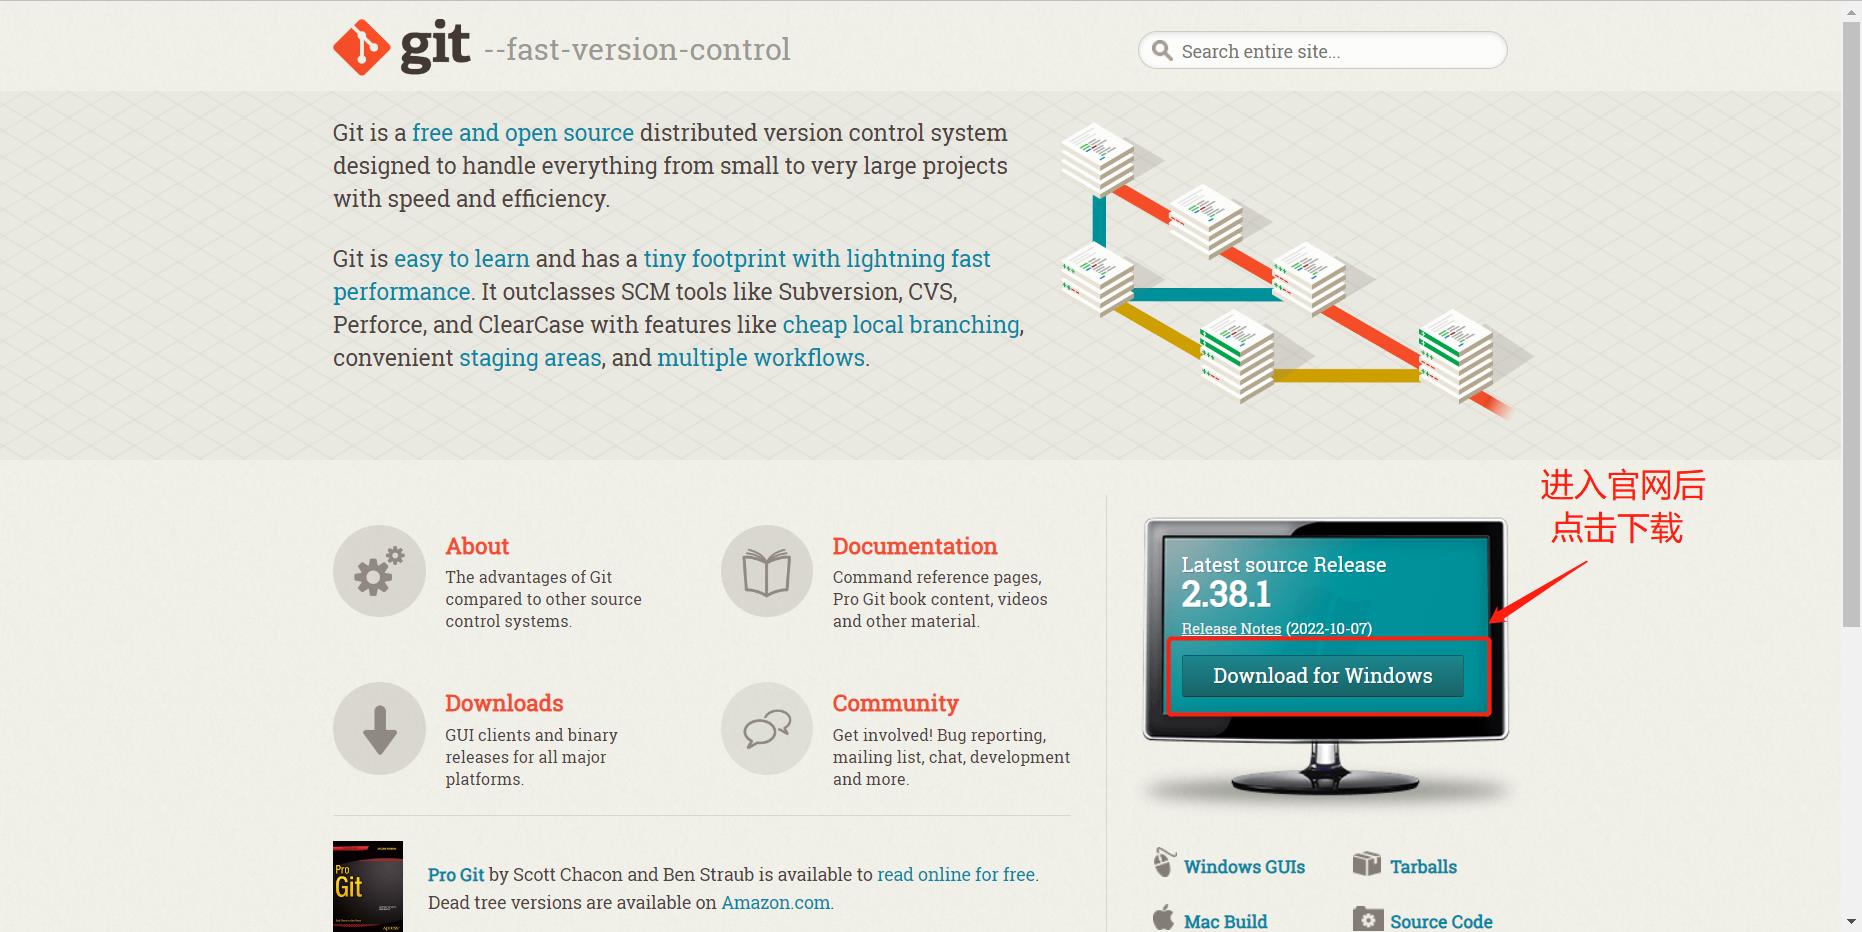 git --fast-version-control
Search entire site...
Git is a free and open source distributed version control system
designed to handle everything from small to very large projects
with speed and efficiency.
Git is easy to learn and has a tiny footprint with lightning fast
performance. It outclasses SCM tools like Subversion, CVS,
Perforce, and ClearCase with features like cheap local branching,
convenient staging areas, and multiple workflows.
进入官网后
点击下载
About
The advantages of Git
compared to other source
control systems.
Documentation
Command reference pages,
Pro Git book content, videos
and other material.
Downloads
GUI clients and binary
releases for all major
platforms.
Community
Get involved! Bug reporting,
mailing list, chat, development
and more.
Latest source Release
2.38.1
Release Notes (2022-10-07)
Download for Windows
Pro
Git
Pro Git by Scott Chacon and Ben Straub is available to read online for free.
Dead tree versions are available on Amazon.com.
Windows GUIs
Tarballs
Mac Build
Source Code